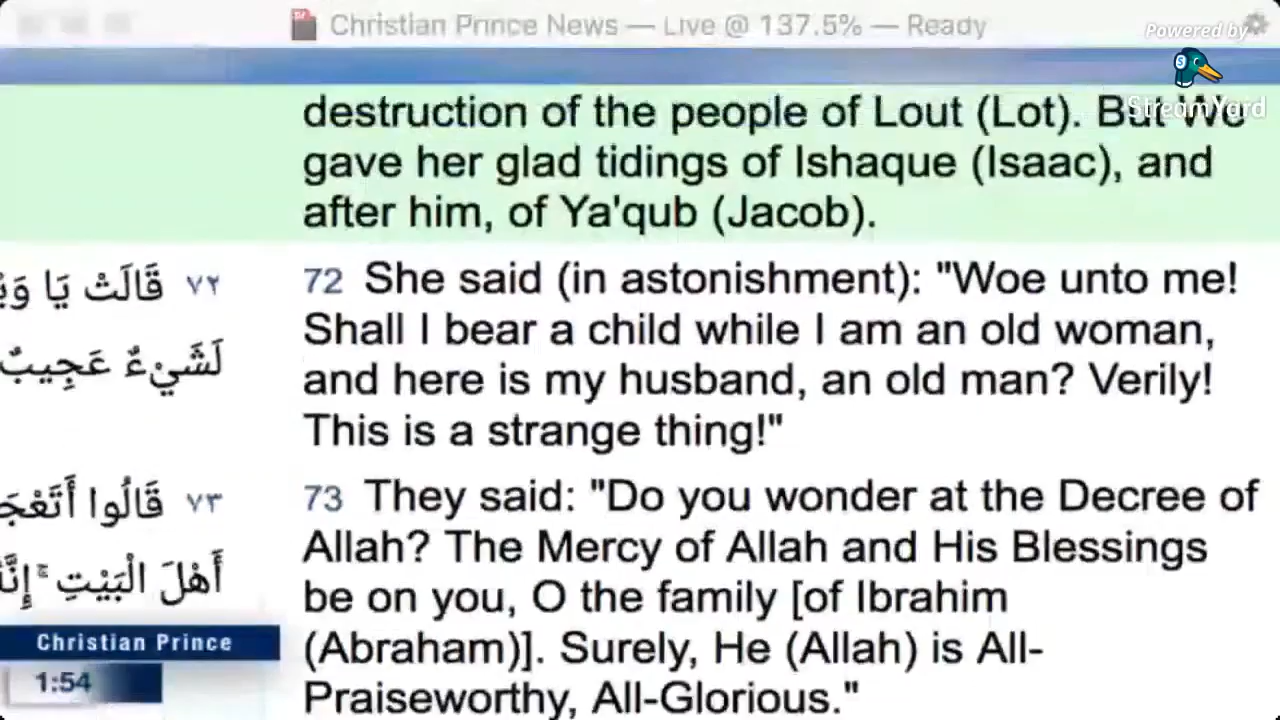 Christian Prince News — Live @ 137.5% — Ready
Powered by
StreamYard
destruction of the people of Lout (Lot). But We
gave her glad tidings of Ishaque (Isaac), and
after him, of Ya'qub (Jacob).
٧٢ قَالَتْ يَا
72 She said (in astonishment): "Woe unto me!
Shall I bear a child while I am an old woman,
لَشَيْءٌ عَجِيبٌ
and here is my husband, an old man? Verily!
This is a strange thing!"
٧٣ قَالُوا
73 They said: "Do you wonder at the Decree of
Allah? The Mercy of Allah and His Blessings
أَهْلَ الْبَيْتِ ۚ
be on you, O the family [of Ibrahim
(Abraham)]. Surely, He (Allah) is All-
Praiseworthy, All-Glorious."
Christian Prince
1:54